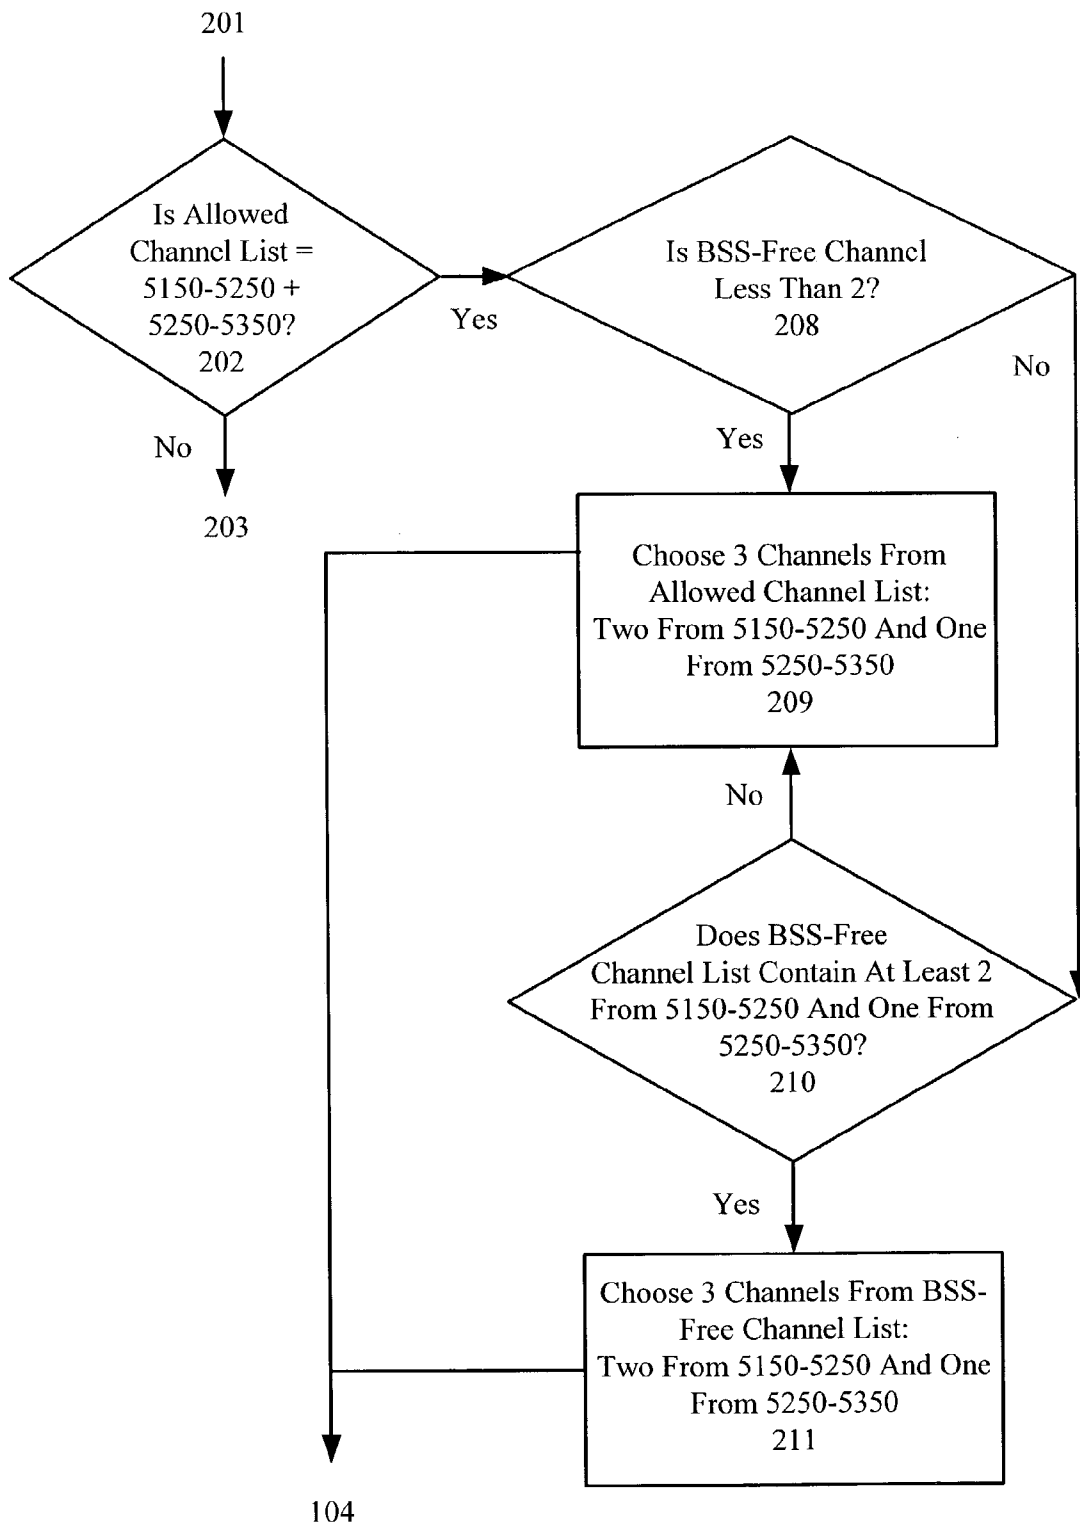 201
Is Allowed
Channel List =
5150-5250 +
5250-5350?
202
Yes
No
203
Is BSS-Free Channel
Less Than 2?
208
No
Yes
Choose 3 Channels From
Allowed Channel List:
Two From 5150-5250 And One
From 5250-5350
209
No
Does BSS-Free
Channel List Contain At Least 2
From 5150-5250 And One From
5250-5350?
210
Yes
Choose 3 Channels From BSS-
Free Channel List:
Two From 5150-5250 And One
From 5250-5350
211
104